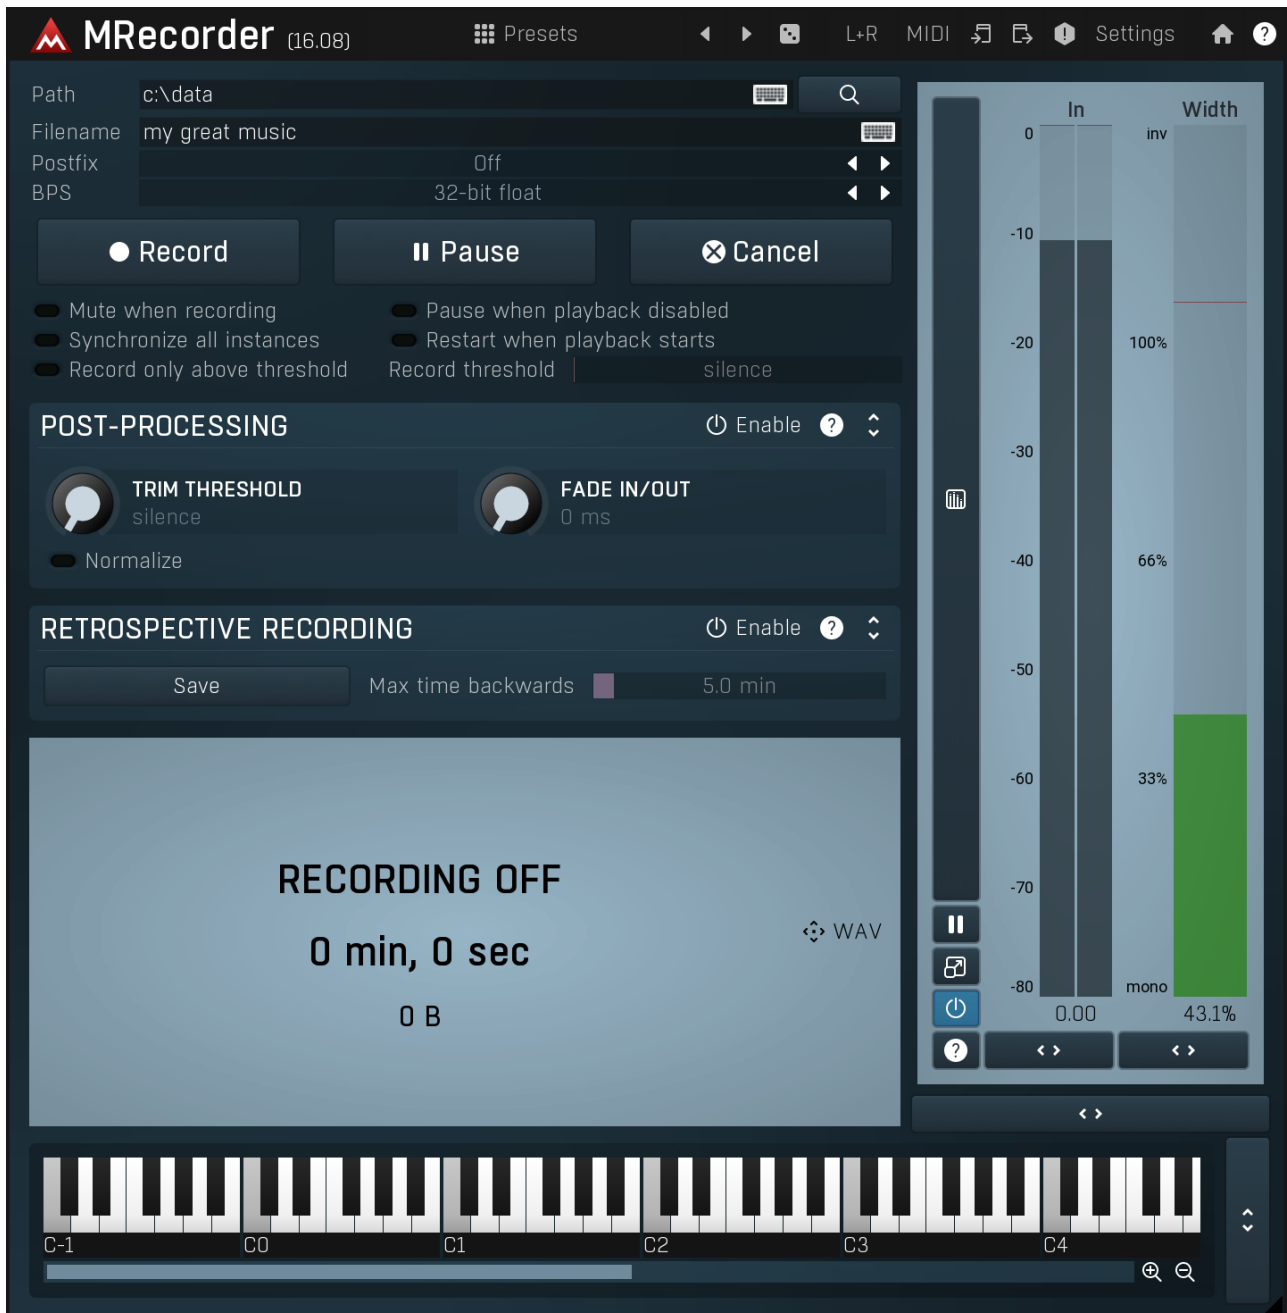 MRecorder (16.08) Presets L+R MIDI Settings
Path c:\data
Filename my great music
Postfix Off
BPS 32-bit float
Record Pause Cancel
Mute when recording Pause when playback disabled
Synchronize all instances Restart when playback starts
Record only above threshold Record threshold silence
POST-PROCESSING Enable ?
TRIM THRESHOLD FADE IN/OUT
silence 0 ms
Normalize
RETROSPECTIVE RECORDING Enable ?
Save Max time backwards 5.0 min
RECORDING OFF
0 min, 0 sec
WAV
0 B
In Width
0 inv
-10
-20 100%
-30
-40 66%
-50
-60 33%
-70
-80 mono
0.00 43.1%
?
C-1 C0 C1 C2 C3 C4